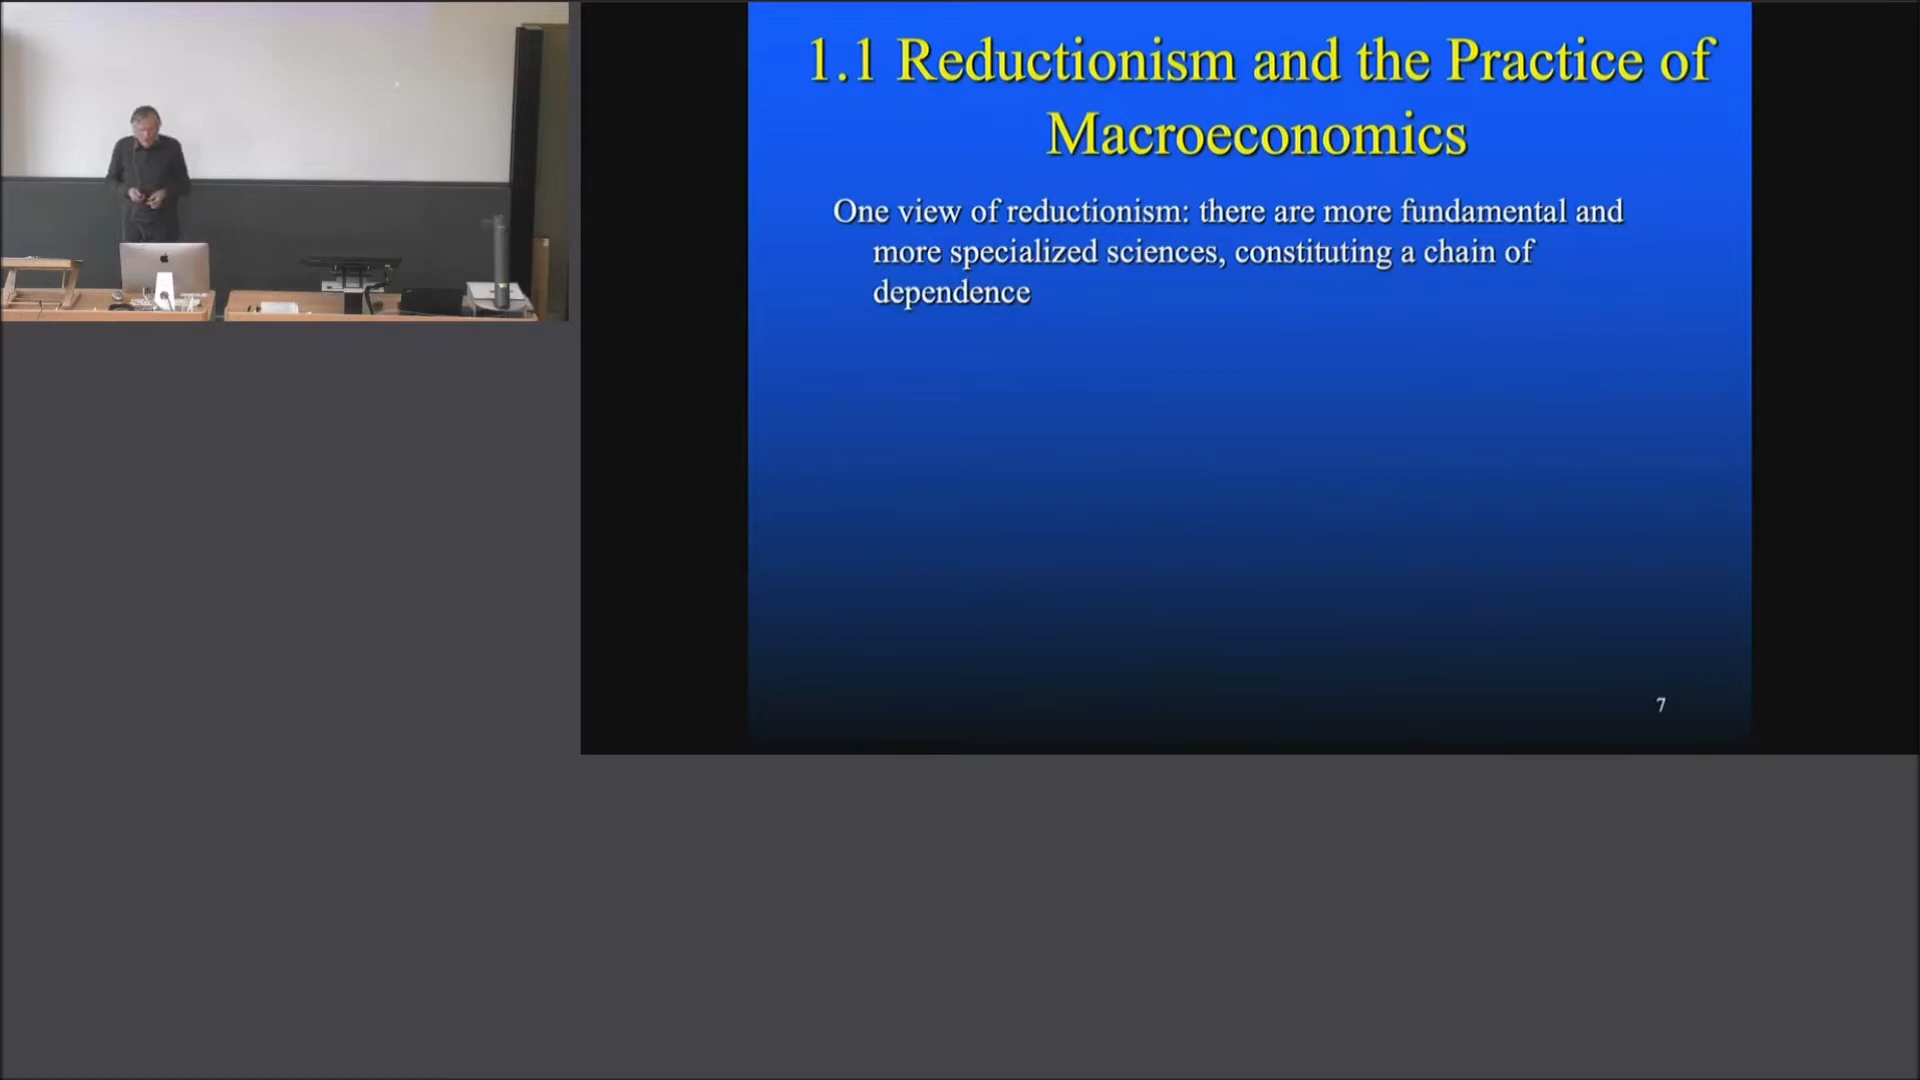 1.1 Reductionism and the Practice of
Macroeconomics
One view of reductionism: there are more fundamental and
more specialized sciences, constituting a chain of
dependence
7